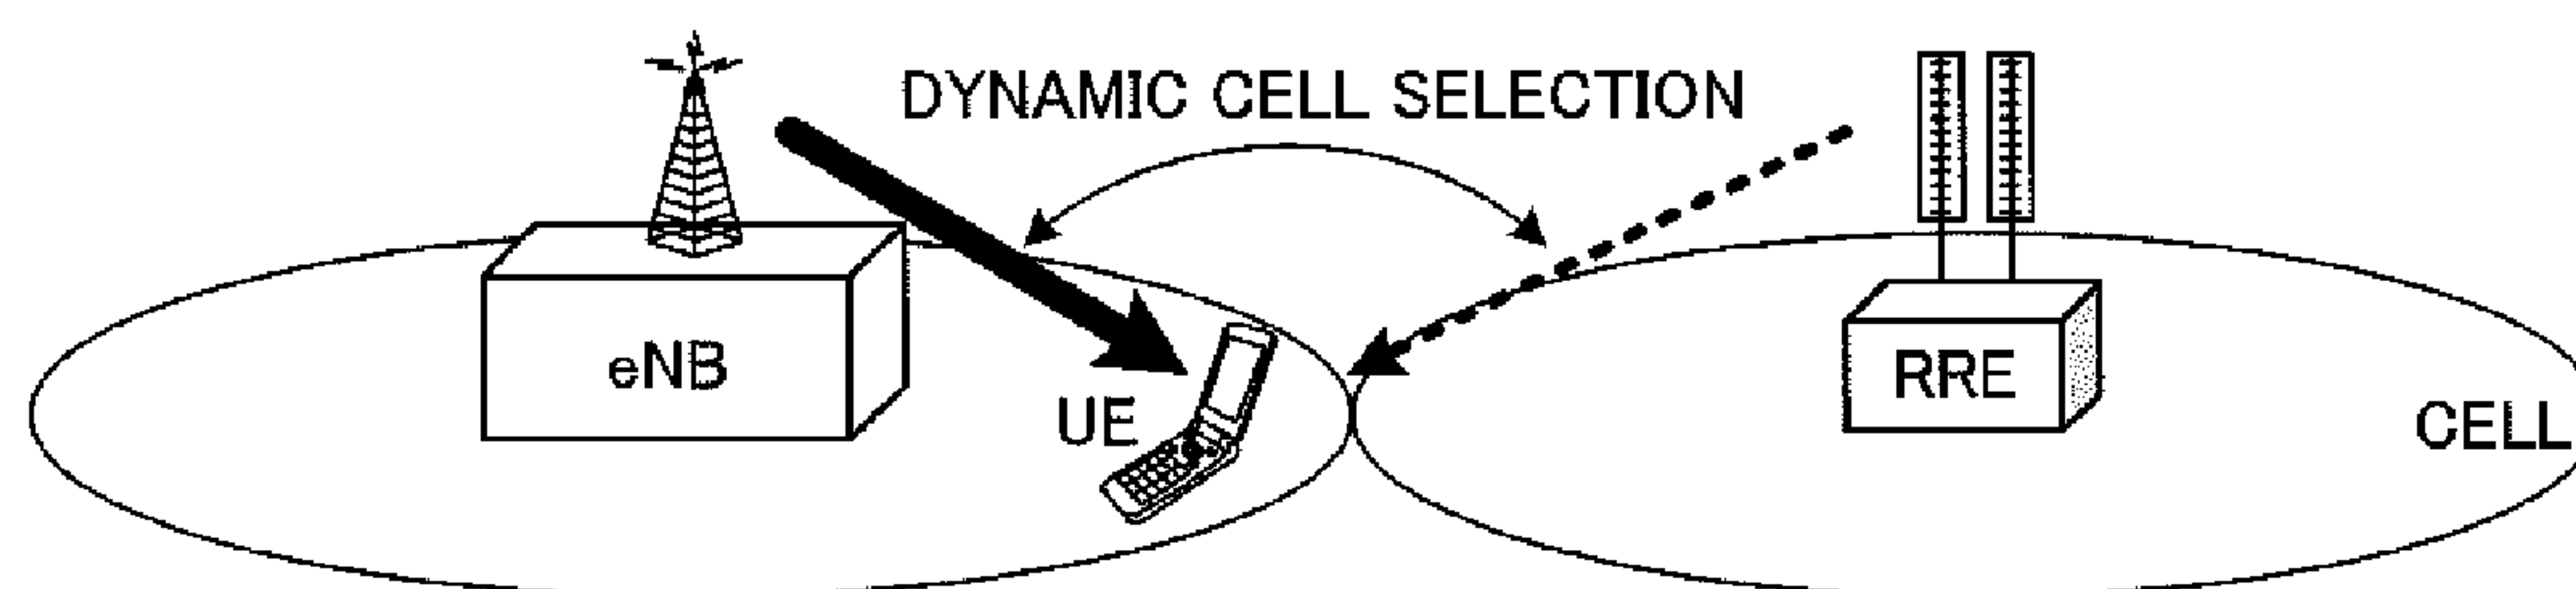 DYNAMIC CELL SELECTION
eNB
UE
RRE
CELL